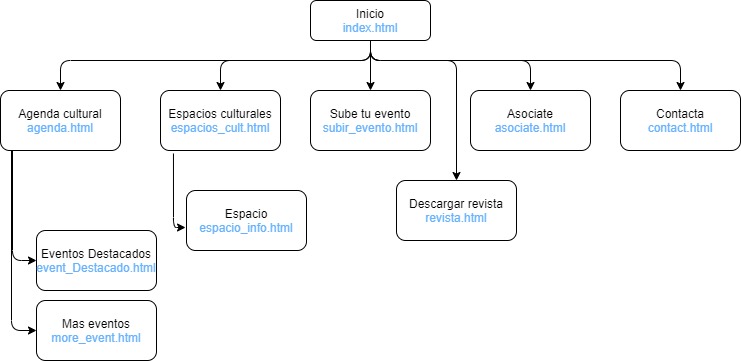 Inicio
index.html
Agenda cultural
agenda.html
Espacios culturales
espacios_cult.html
Sube tu evento
subir_evento.html
Asociate
asociate.html
Contacta
contact.html
Descargar revista
revista.html
Espacio
espacio_info.html
Eventos Destacados
event_Destacado.html
Mas eventos
more_event.html